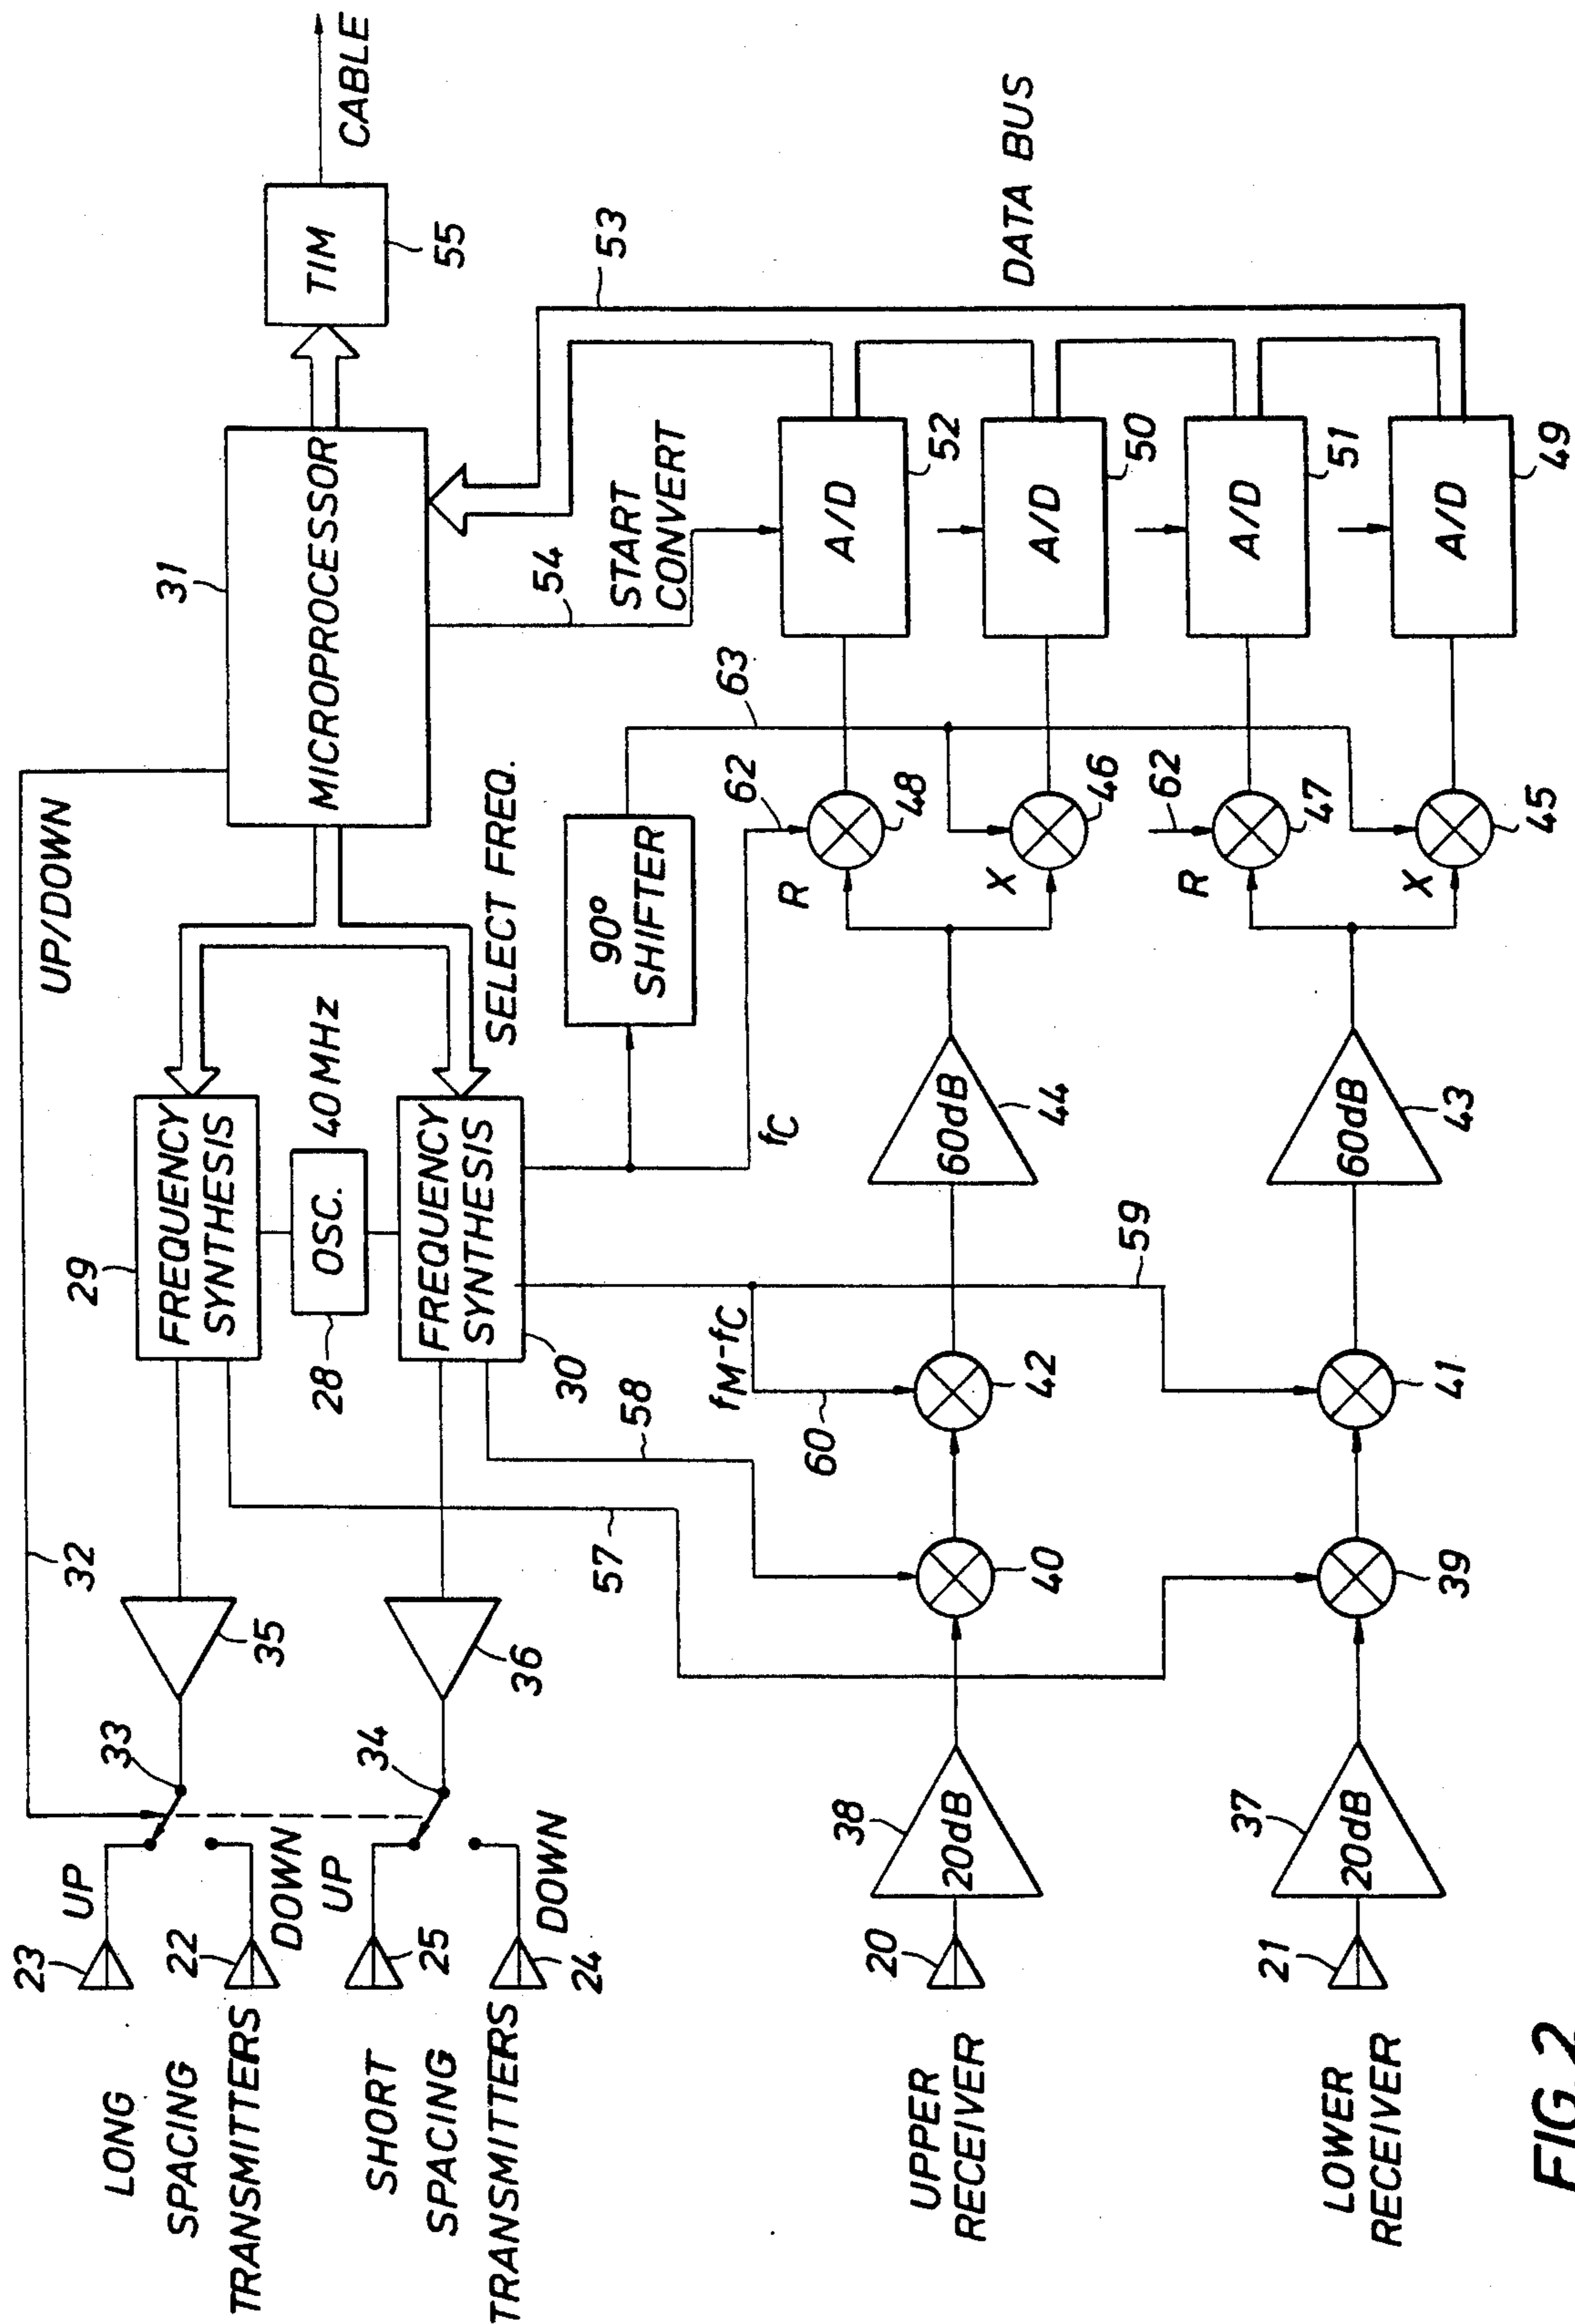 LONG
SPACING
TRANSMITTERS
23
UP
22
DOWN
SHORT
SPACING
TRANSMITTERS
25
UP
24
DOWN
32
UP/DOWN
33
35
34
36
29
FREQUENCY
SYNTHESIS
28
OSC.
40 MHz
FREQUENCY
SYNTHESIS
30
SELECT FREQ.
31
MICROPROCESSOR
TIM
55
CABLE
57
58
fM-fC
60
59
fC
90°
SHIFTER
62
63
54
START
CONVERT
53
DATA BUS
UPPER
RECEIVER
20
38
20dB
40
42
60dB
44
R
48
A/D
52
X
46
A/D
50
LOWER
RECEIVER
21
37
20dB
39
41
60dB
43
R
62
47
A/D
51
X
45
A/D
49
FIG. 2